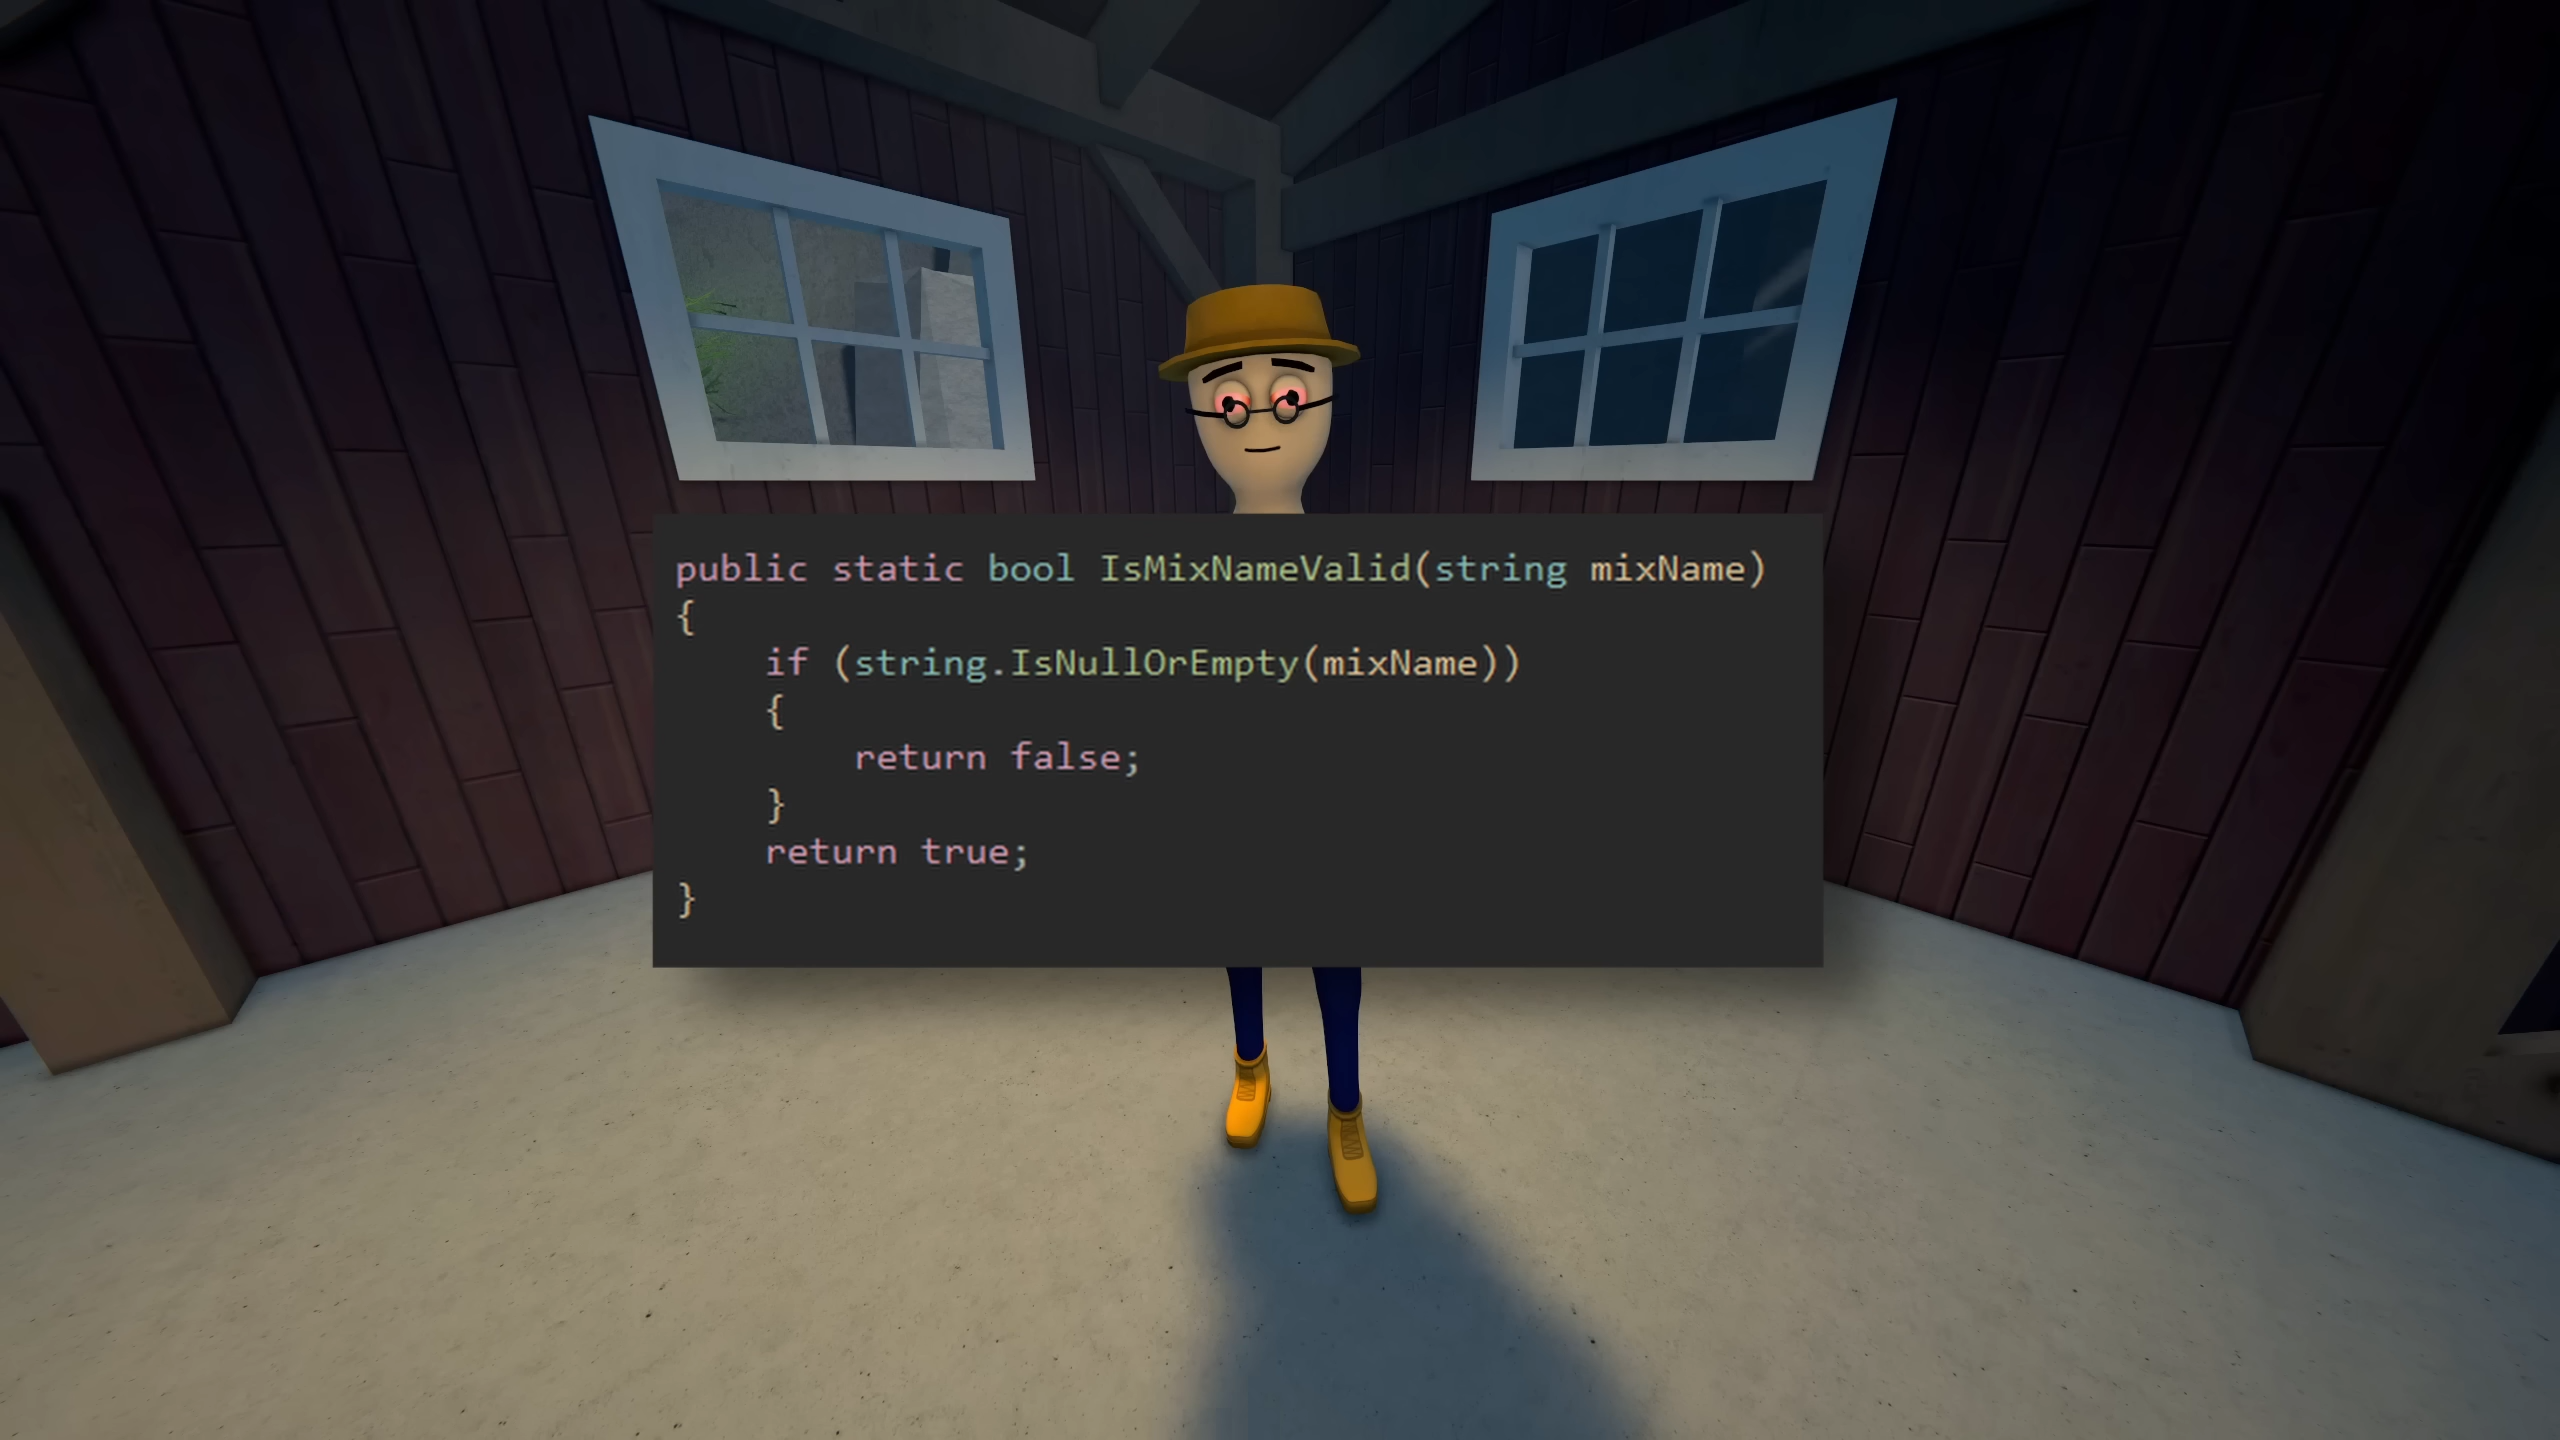 public static bool IsMixNameValid(string mixName)
{
    if (string.IsNullOrEmpty(mixName))
    {
        return false;
    }
    return true;
}